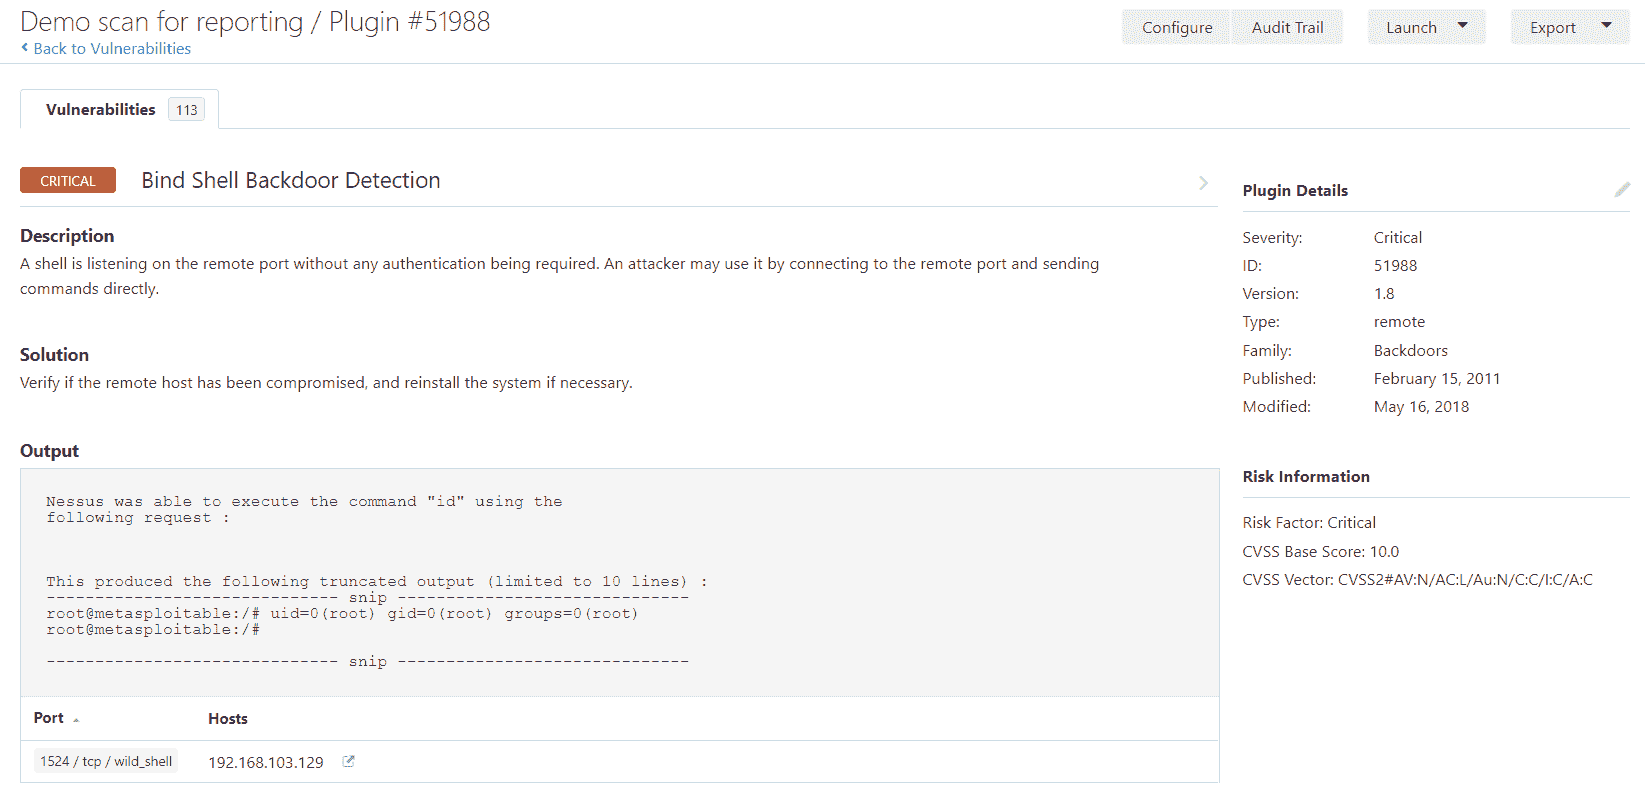 Demo scan for reporting / Plugin #51988
Back to Vulnerabilities
Configure
Audit Trail
Launch
Export
Vulnerabilities 113
CRITICAL Bind Shell Backdoor Detection
Description
A shell is listening on the remote port without any authentication being required. An attacker may use it by connecting to the remote port and sending
commands directly.
Solution
Verify if the remote host has been compromised, and reinstall the system if necessary.
Output
Nessus was able to execute the command "id" using the
following request :
This produced the following truncated output (limited to 10 lines) :
------------------------------ snip ------------------------------
root@metasploitable:/# uid=0(root) gid=0(root) groups=0(root)
root@metasploitable:/#
------------------------------ snip ------------------------------
Port Hosts
1524 / tcp / wild_shell 192.168.103.129
Plugin Details
Severity: Critical
ID: 51988
Version: 1.8
Type: remote
Family: Backdoors
Published: February 15, 2011
Modified: May 16, 2018
Risk Information
Risk Factor: Critical
CVSS Base Score: 10.0
CVSS Vector: CVSS2#AV:N/AC:L/Au:N/C:C/I:C/A:C